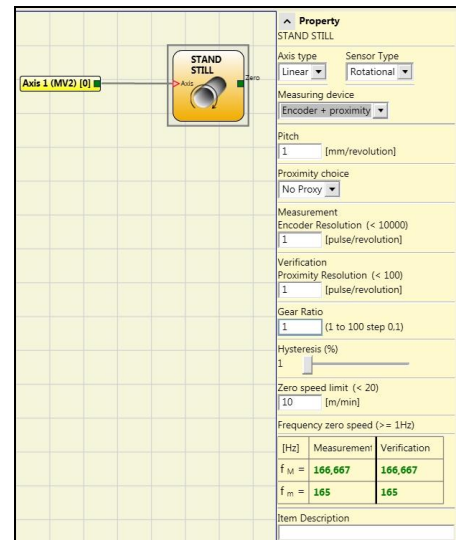 Property
STAND STILL
Axis type Sensor Type
Linear Rotational
Measuring device
Encoder + proximity
Pitch
1 [mm/revolution]
Proximity choice
No Proxy
Measurement
Encoder Resolution (< 10000)
1 [pulse/revolution]
Verification
Proximity Resolution (< 100)
1 [pulse/revolution]
Gear Ratio
1 (1 to 100 step 0,1)
Hysteresis (%)
1
Zero speed limit (< 20)
10 [m/min]
Frequency zero speed (>= 1Hz)
[Hz] Measurement Verification
f M = 166,667 166,667
f m = 165 165
Item Description
STAND
STILL
Axis 1 (MV2) [0]
Axis
Zero